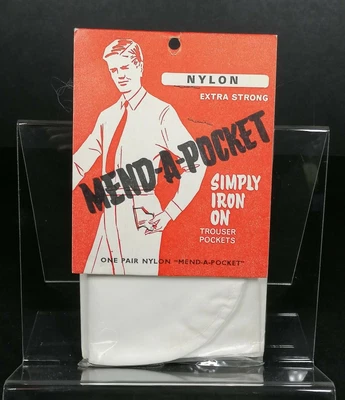 NYLON
EXTRA STRONG
MEND-A-POCKET
SIMPLY
IRON
ON
TROUSER
POCKETS
ONE PAIR NYLON "MEND-A-POCKET"